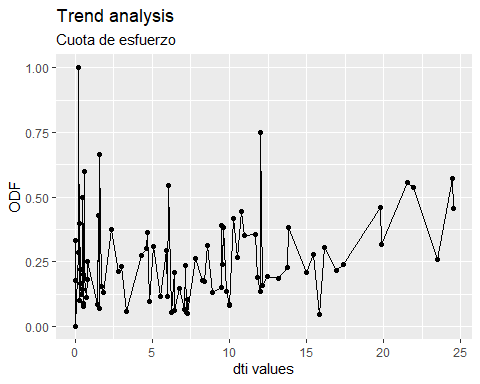 Trend analysis
Cuota de esfuerzo
1.00
0.75
0.50
0.25
0.00
ODF
0 5 10 15 20 25
dti values